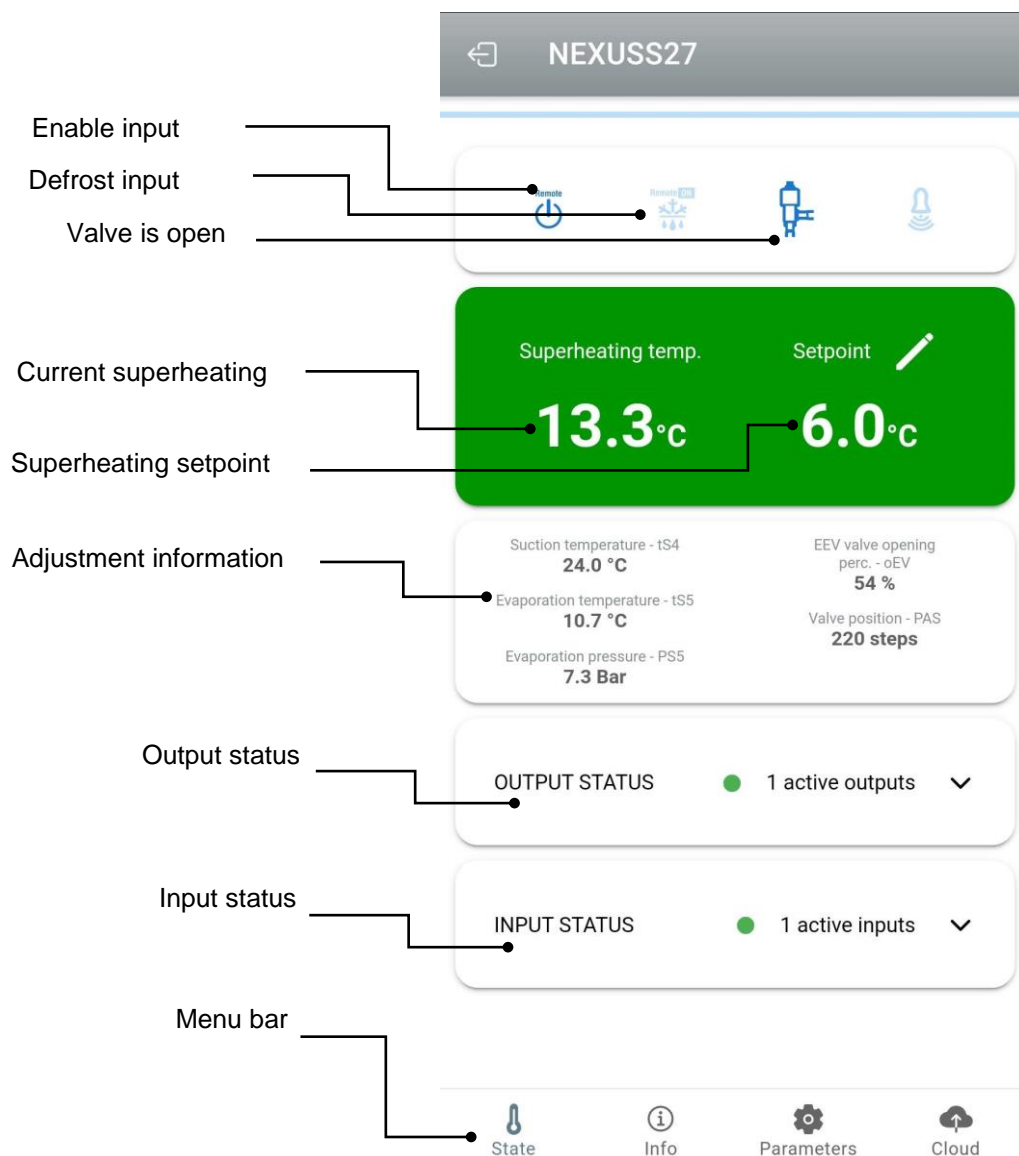 NEXUSS27
Enable input
Defrost input
Valve is open
Remote
Remote ON
Current superheating
Superheating setpoint
Superheating temp.
Setpoint
13.3°C
6.0°C
Adjustment information
Suction temperature - tS4
24.0 °C
Evaporation temperature - tS5
10.7 °C
Evaporation pressure - PS5
7.3 Bar
EEV valve opening
perc. - oEV
54 %
Valve position - PAS
220 steps
Output status
OUTPUT STATUS
1 active outputs
Input status
INPUT STATUS
1 active inputs
Menu bar
State
Info
Parameters
Cloud